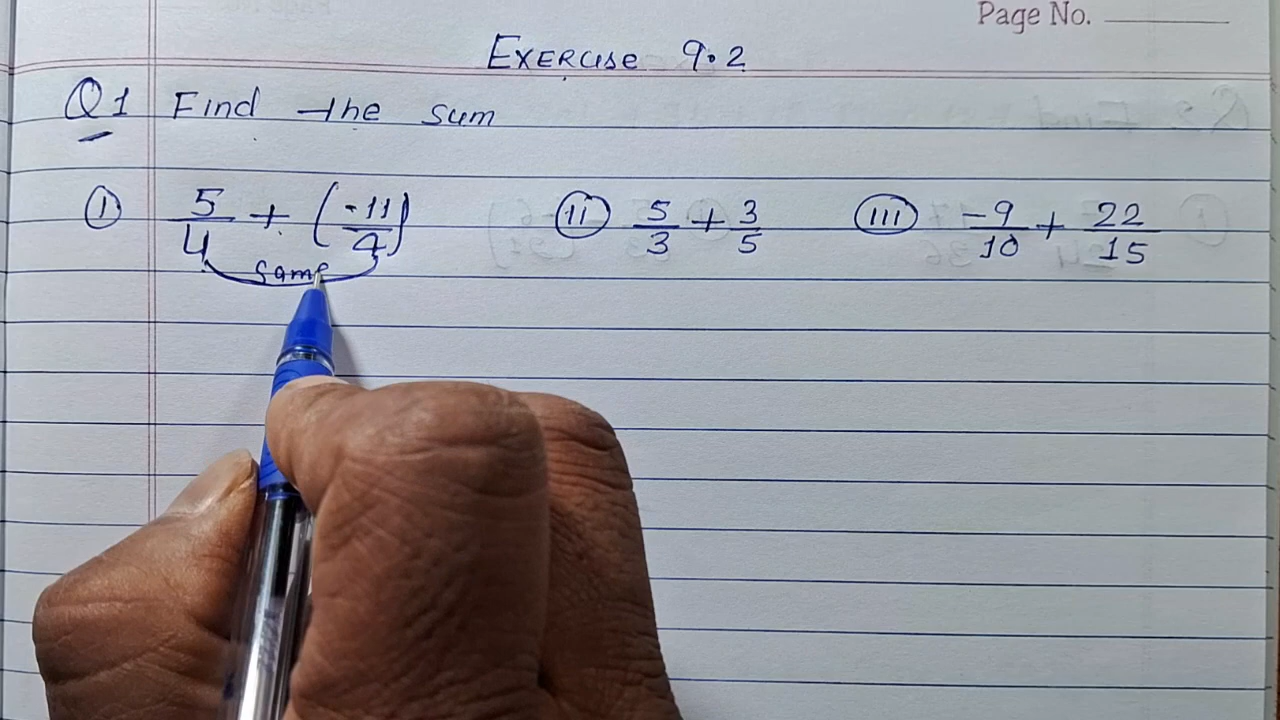 Page No.
Exercise 9.2
Q1 Find the sum
(i) 5/4 + (-11/4) (ii) 5/3 + 3/5 (iii) -9/10 + 22/15
same